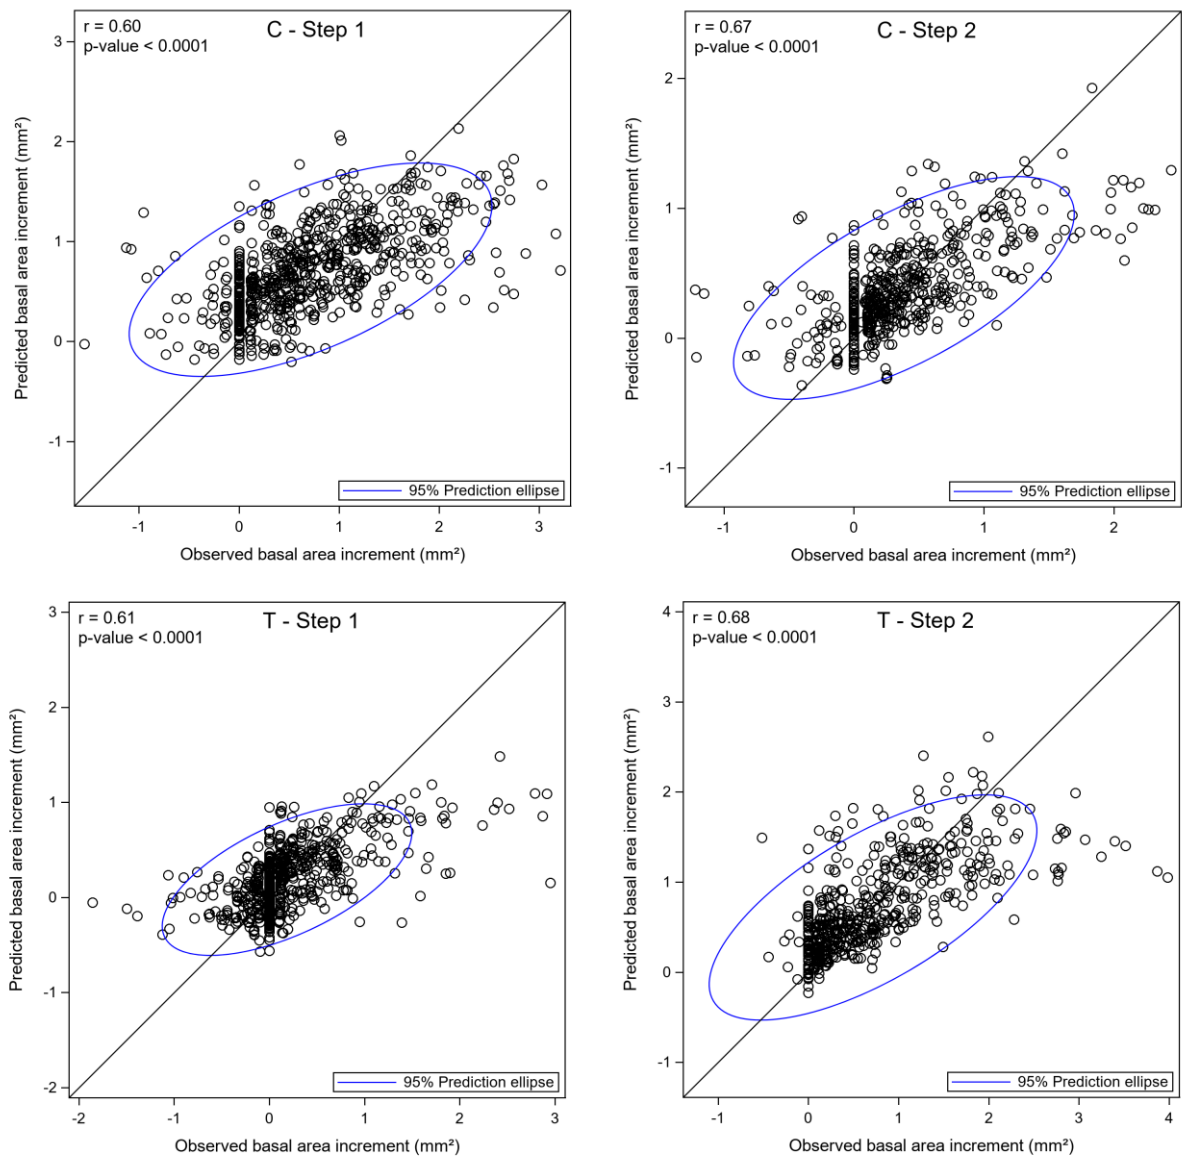 r = 0.60
p-value < 0.0001
C - Step 1
3
2
1
0
-1
Predicted basal area increment (mm²)
95% Prediction ellipse
-1 0 1 2 3
Observed basal area increment (mm²)
r = 0.67
p-value < 0.0001
C - Step 2
2
1
0
-1
Predicted basal area increment (mm²)
95% Prediction ellipse
-1 0 1 2
Observed basal area increment (mm²)
r = 0.61
p-value < 0.0001
T - Step 1
3
2
1
0
-1
-2
Predicted basal area increment (mm²)
95% Prediction ellipse
-2 -1 0 1 2 3
Observed basal area increment (mm²)
r = 0.68
p-value < 0.0001
T - Step 2
4
3
2
1
0
-1
Predicted basal area increment (mm²)
95% Prediction ellipse
-1 0 1 2 3 4
Observed basal area increment (mm²)